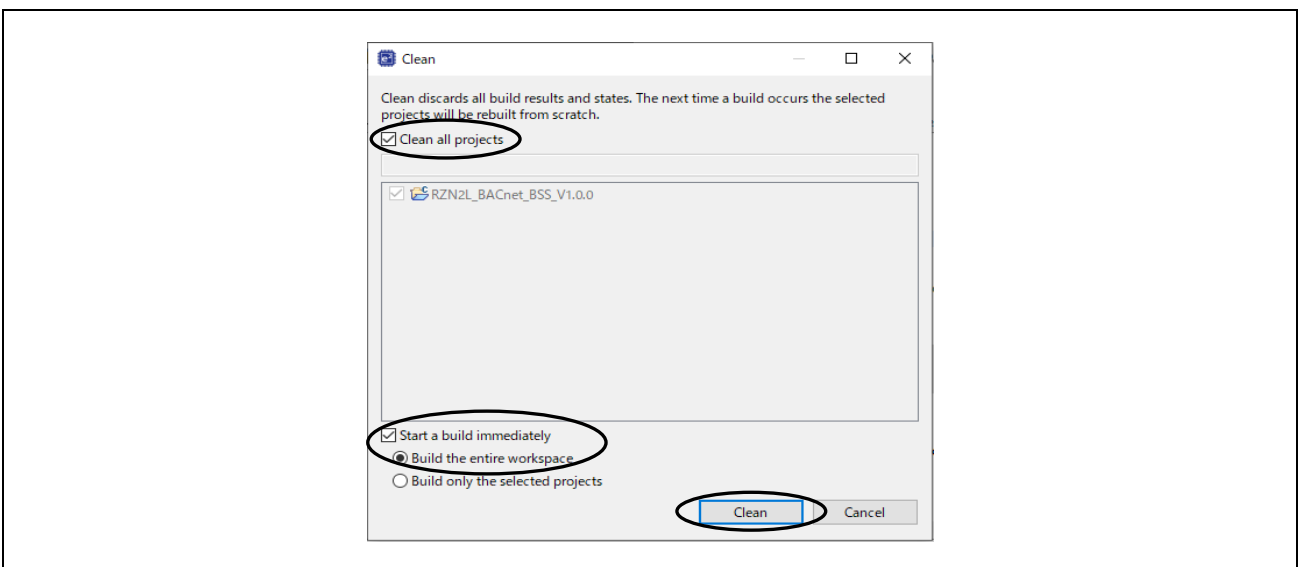 Clean
Clean discards all build results and states. The next time a build occurs the selected
projects will be rebuilt from scratch.
Clean all projects
RZN2L_BACnet_BSS_V1.0.0
Start a build immediately
Build the entire workspace
Build only the selected projects
Clean Cancel